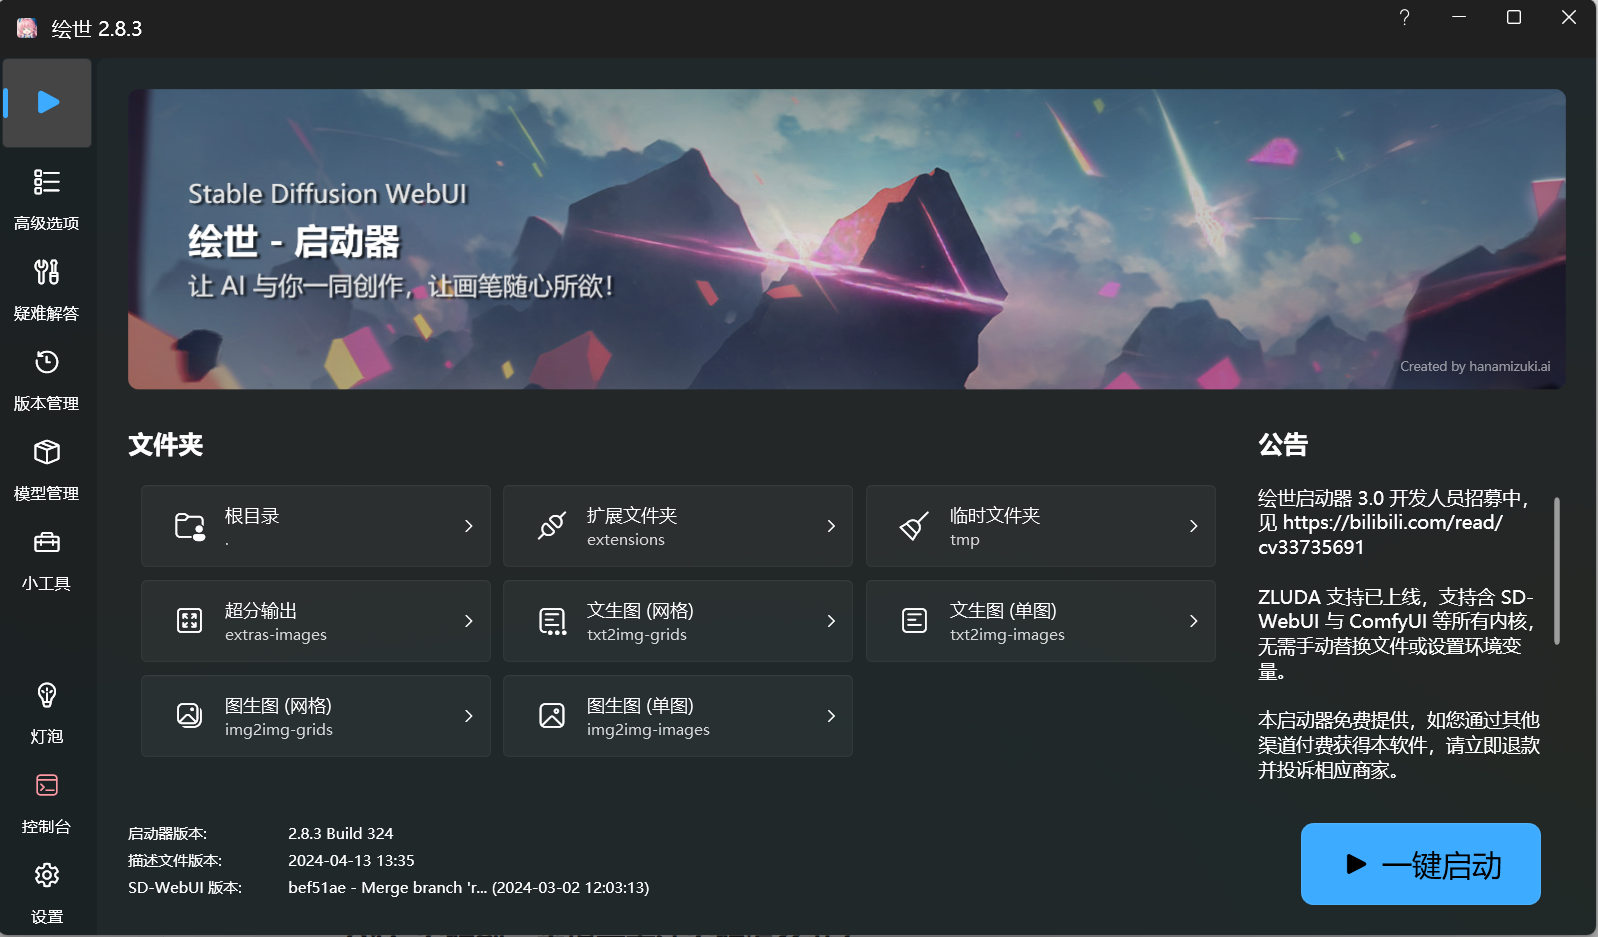 绘世 2.8.3
高级选项
疑难解答
版本管理
模型管理
小工具
灯泡
控制台
设置
Stable Diffusion WebUI
绘世 - 启动器
让 AI 与你一同创作，让画笔随心所欲！
Created by hanamizuki.ai
文件夹
根目录
.
扩展文件夹
extensions
临时文件夹
tmp
超分输出
extras-images
文生图 (网格)
txt2img-grids
文生图 (单图)
txt2img-images
图生图 (网格)
img2img-grids
图生图 (单图)
img2img-images
公告
绘世启动器 3.0 开发人员招募中，
见 https://bilibili.com/read/
cv33735691
ZLUDA 支持已上线，支持含 SD-
WebUI 与 ComfyUI 等所有内核，
无需手动替换文件或设置环境变
量。
本启动器免费提供，如您通过其他
渠道付费获得本软件，请立即退款
并投诉相应商家。
启动器版本: 2.8.3 Build 324
描述文件版本: 2024-04-13 13:35
SD-WebUI 版本: bef51ae - Merge branch 'r... (2024-03-02 12:03:13)
一键启动